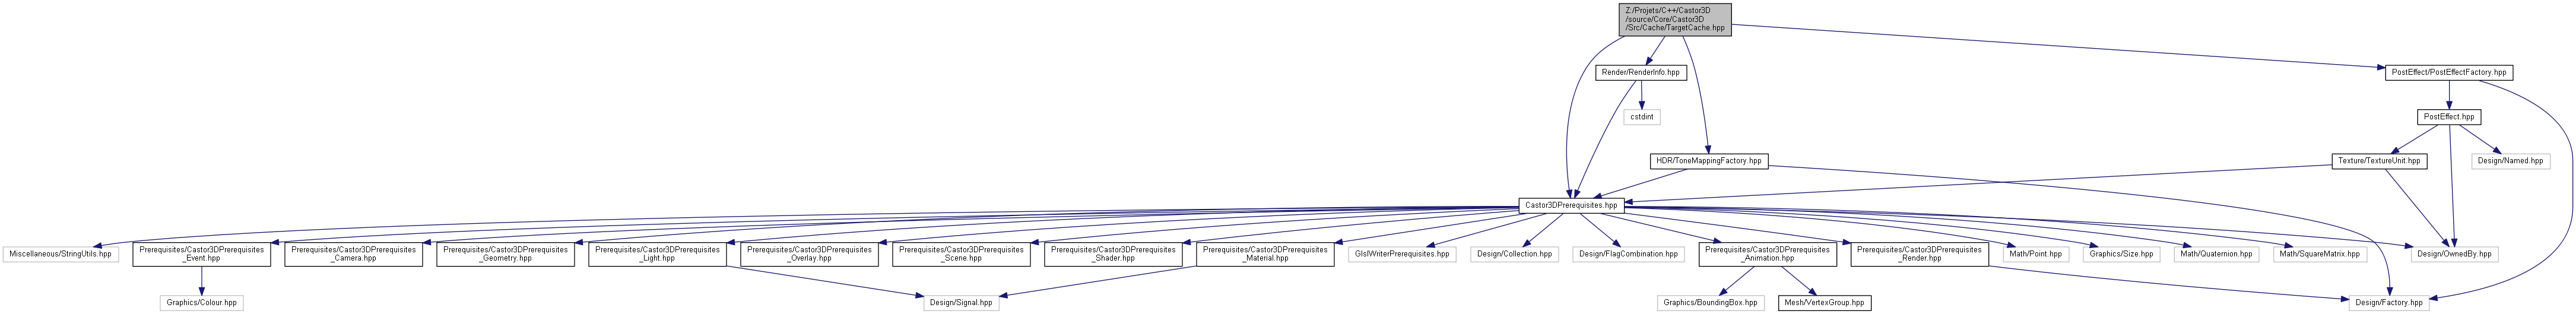 Z:/Projets/C++/Castor3D
/source/Core/Castor3D
/Src/Cache/TargetCache.hpp
Render/RenderInfo.hpp
PostEffect/PostEffectFactory.hpp
cstdint
PostEffect.hpp
HDR/ToneMappingFactory.hpp
Texture/TextureUnit.hpp
Design/Named.hpp
Castor3DPrerequisites.hpp
Miscellaneous/StringUtils.hpp
Prerequisites/Castor3DPrerequisites
_Event.hpp
Prerequisites/Castor3DPrerequisites
_Camera.hpp
Prerequisites/Castor3DPrerequisites
_Geometry.hpp
Prerequisites/Castor3DPrerequisites
_Light.hpp
Prerequisites/Castor3DPrerequisites
_Overlay.hpp
Prerequisites/Castor3DPrerequisites
_Scene.hpp
Prerequisites/Castor3DPrerequisites
_Shader.hpp
Prerequisites/Castor3DPrerequisites
_Material.hpp
GlslWriterPrerequisites.hpp
Design/Collection.hpp
Design/FlagCombination.hpp
Prerequisites/Castor3DPrerequisites
_Animation.hpp
Prerequisites/Castor3DPrerequisites
_Render.hpp
Math/Point.hpp
Graphics/Size.hpp
Math/Quaternion.hpp
Math/SquareMatrix.hpp
Design/OwnedBy.hpp
Graphics/Colour.hpp
Design/Signal.hpp
Graphics/BoundingBox.hpp
Mesh/VertexGroup.hpp
Design/Factory.hpp